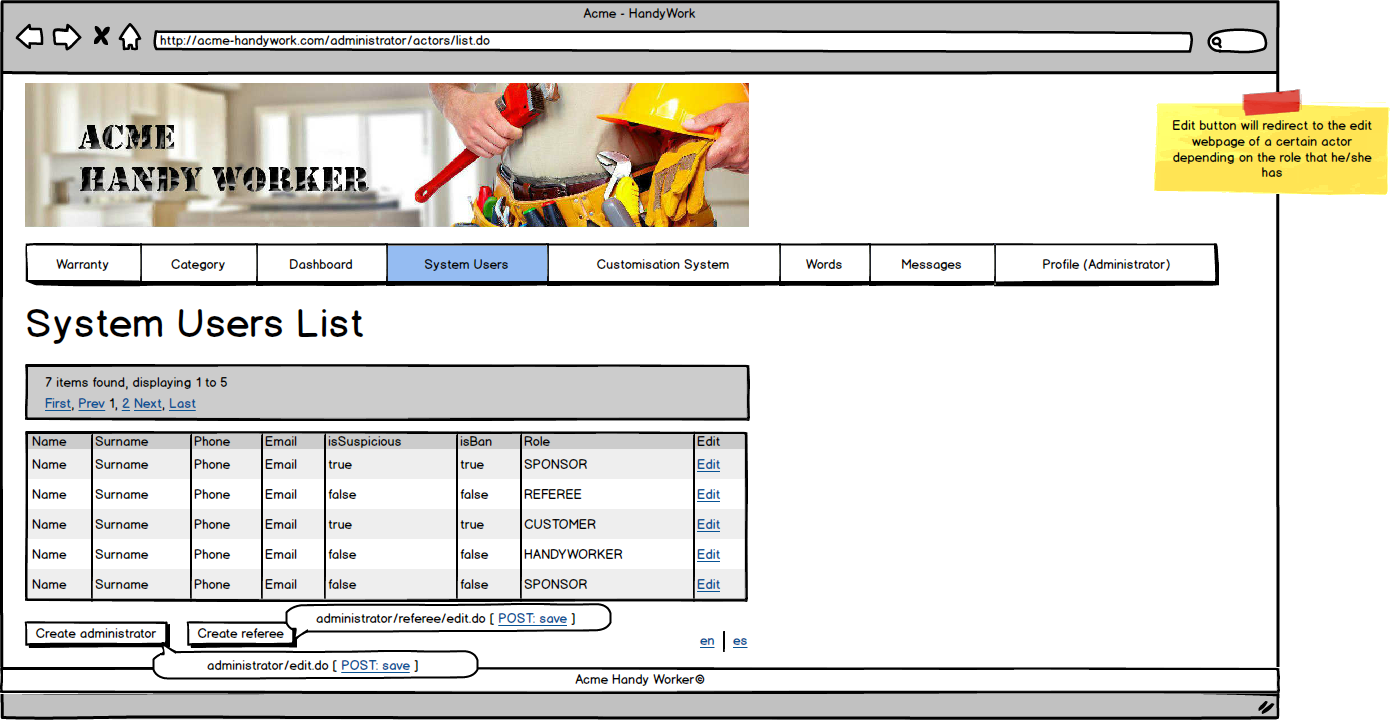 Acme - HandyWork
http://acme-handywork.com/administrator/actors/list.do
ACME
HANDY WORKER
Edit button will redirect to the edit
webpage of a certain actor
depending on the role that he/she
has
Warranty Category Dashboard System Users Customisation System Words Messages Profile (Administrator)
System Users List
7 items found, displaying 1 to 5
First, Prev 1, 2 Next, Last
Name Surname Phone Email isSuspicious isBan Role Edit
Name Surname Phone Email true true SPONSOR Edit
Name Surname Phone Email false false REFEREE Edit
Name Surname Phone Email true true CUSTOMER Edit
Name Surname Phone Email false false HANDYWORKER Edit
Name Surname Phone Email false false SPONSOR Edit
administrator/referee/edit.do [ POST: save ]
Create administrator Create referee
en | es
administrator/edit.do [ POST: save ]
Acme Handy Worker©